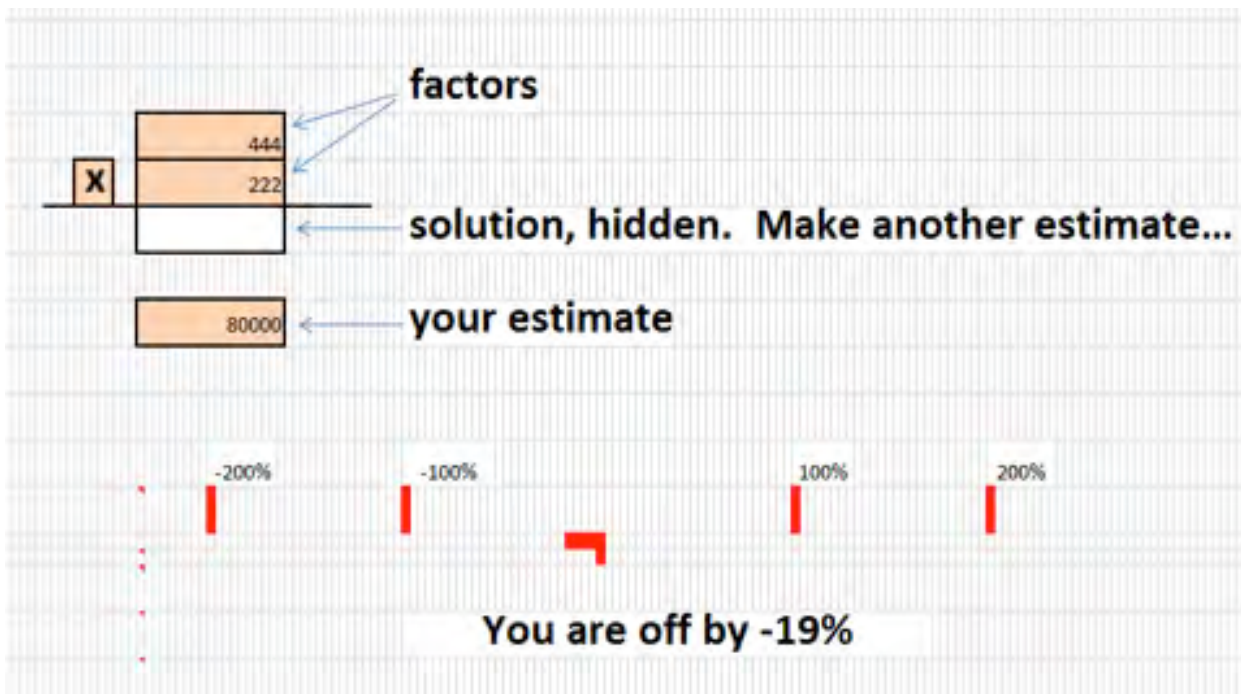 factors
444
X 222
solution, hidden. Make another estimate...
80000 your estimate
-200% -100% 100% 200%
You are off by -19%